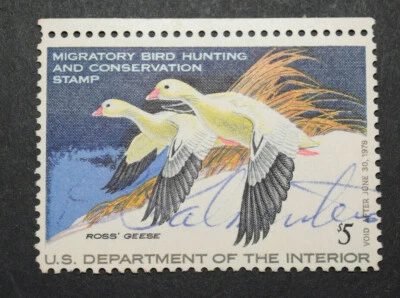 MIGRATORY BIRD HUNTING
AND CONSERVATION
STAMP
VOID AFTER JUNE 30, 1978
ROSS' GEESE
$5
U.S. DEPARTMENT OF THE INTERIOR